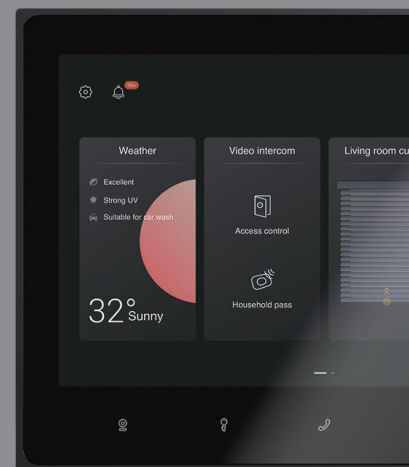 99+
Weather
Video intercom
Living room cu
Excellent
Strong UV
Suitable for car wash
Access control
32° Sunny
Household pass